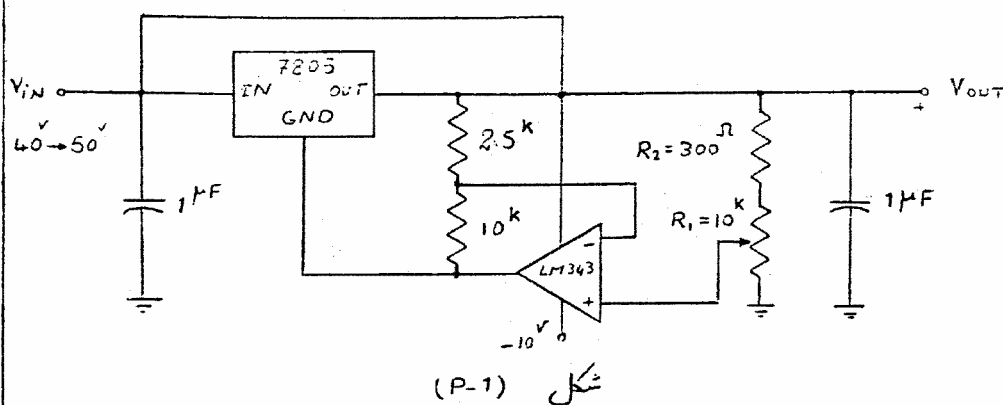 7805
IN OUT
GND
VIN
40ᵛ→50ᵛ
VOUT
+
2.5ᵏ
R₂=300Ω
1µF
10ᵏ
R₁=10ᵏ
1µF
-
LM343
+
-10ᵛ
(P-1) شکل